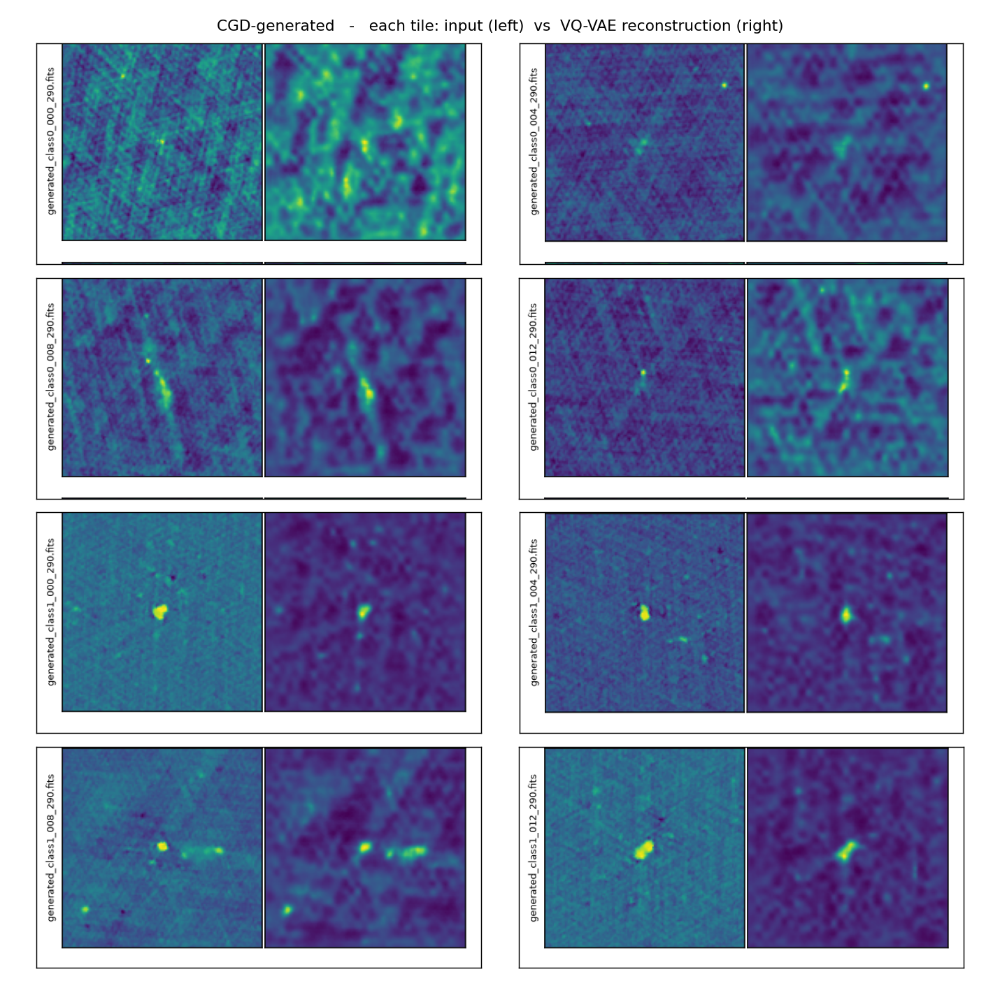 CGD-generated - each tile: input (left) vs VQ-VAE reconstruction (right)
generated_class0_000_290.fits
generated_class0_004_290.fits
generated_class0_008_290.fits
generated_class0_012_290.fits
generated_class1_000_290.fits
generated_class1_004_290.fits
generated_class1_008_290.fits
generated_class1_012_290.fits